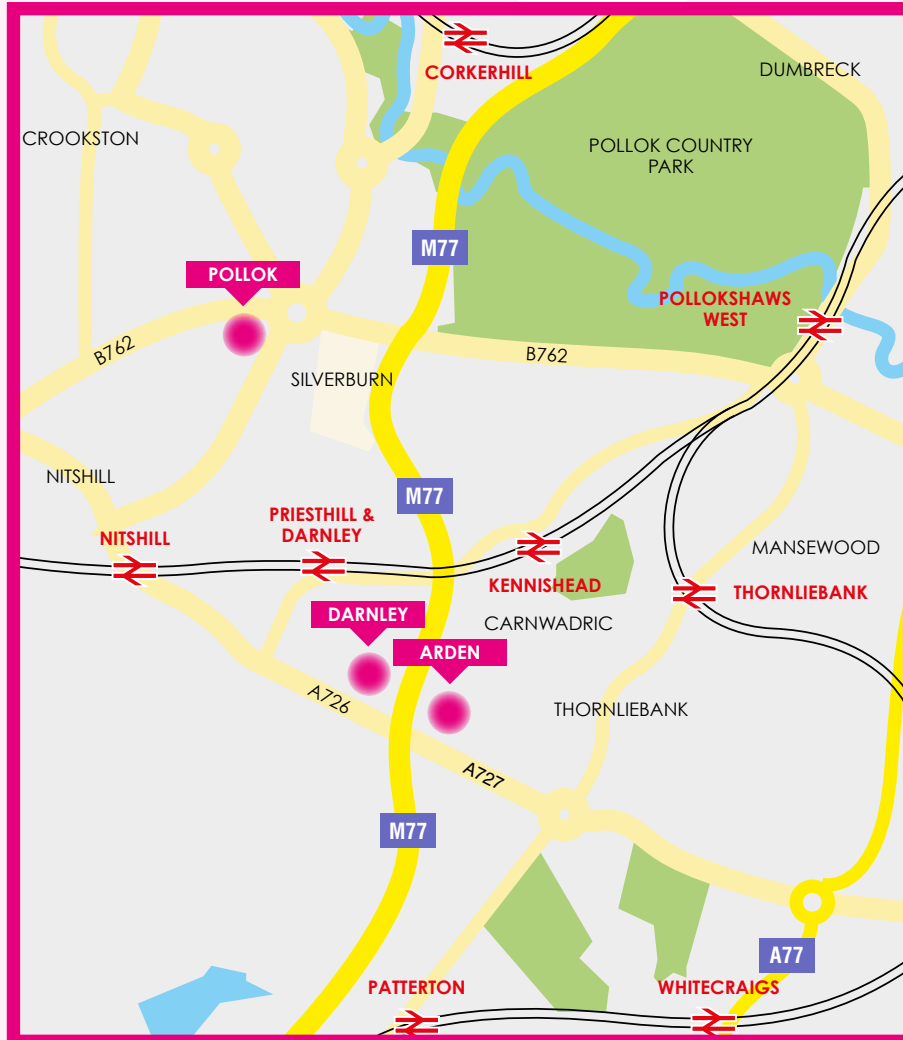 CORKERHILL
DUMBRECK
CROOKSTON
POLLOK COUNTRY
PARK
M77
POLLOK
POLLOKSHAWS
WEST
B762
B762
SILVERBURN
NITSHILL
M77
PRIESTHILL &
DARNLEY
NITSHILL
MANSEWOOD
KENNISHEAD
THORNLIEBANK
DARNLEY
CARNWADRIC
ARDEN
A726
THORNLIEBANK
A727
M77
A77
PATTERTON
WHITECRAIGS